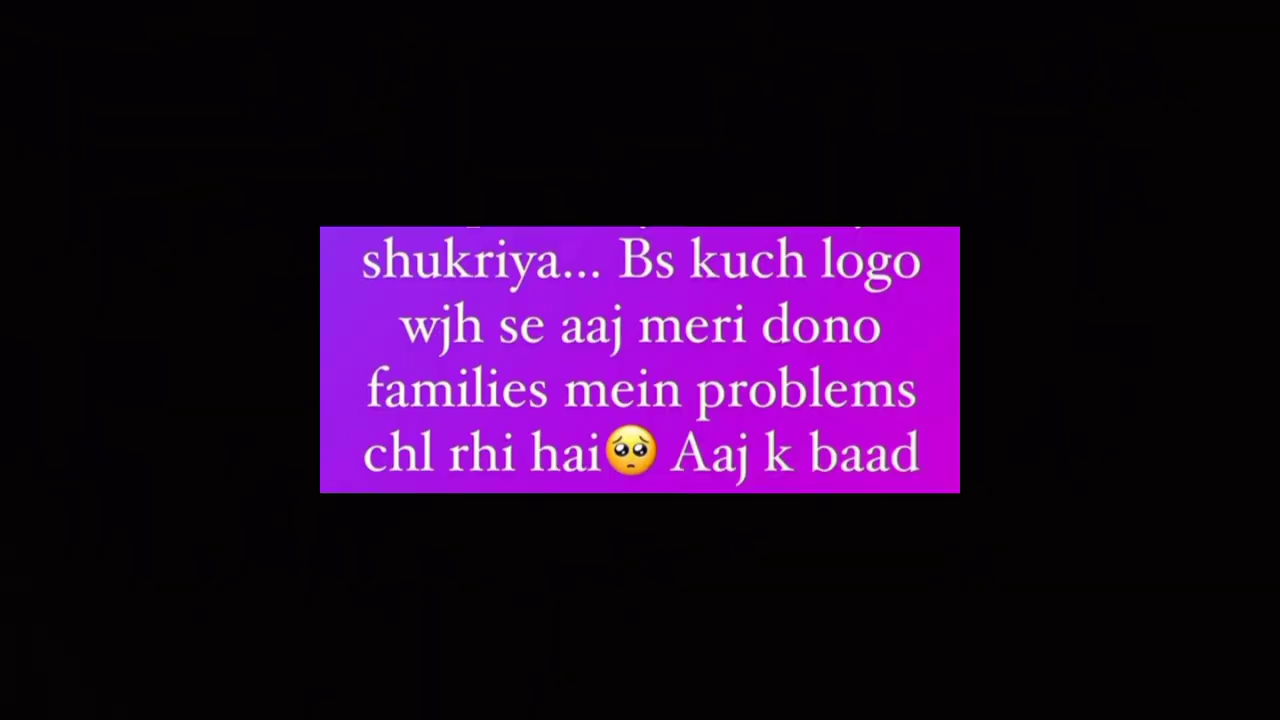 shukriya... Bs kuch logo
wjh se aaj meri dono
families mein problems
chl rhi hai🥺 Aaj k baad